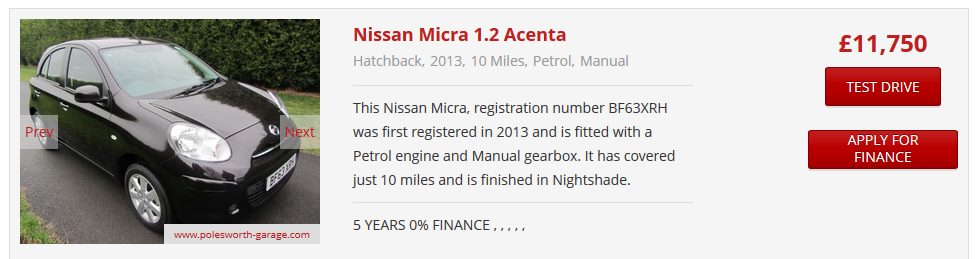 Nissan Micra 1.2 Acenta
Hatchback, 2013, 10 Miles, Petrol, Manual
This Nissan Micra, registration number BF63XRH
was first registered in 2013 and is fitted with a
Petrol engine and Manual gearbox. It has covered
just 10 miles and is finished in Nightshade.
5 YEARS 0% FINANCE , , , , ,
£11,750
TEST DRIVE
APPLY FOR
FINANCE
Prev
Next
BF63 XRH
www.polesworth-garage.com